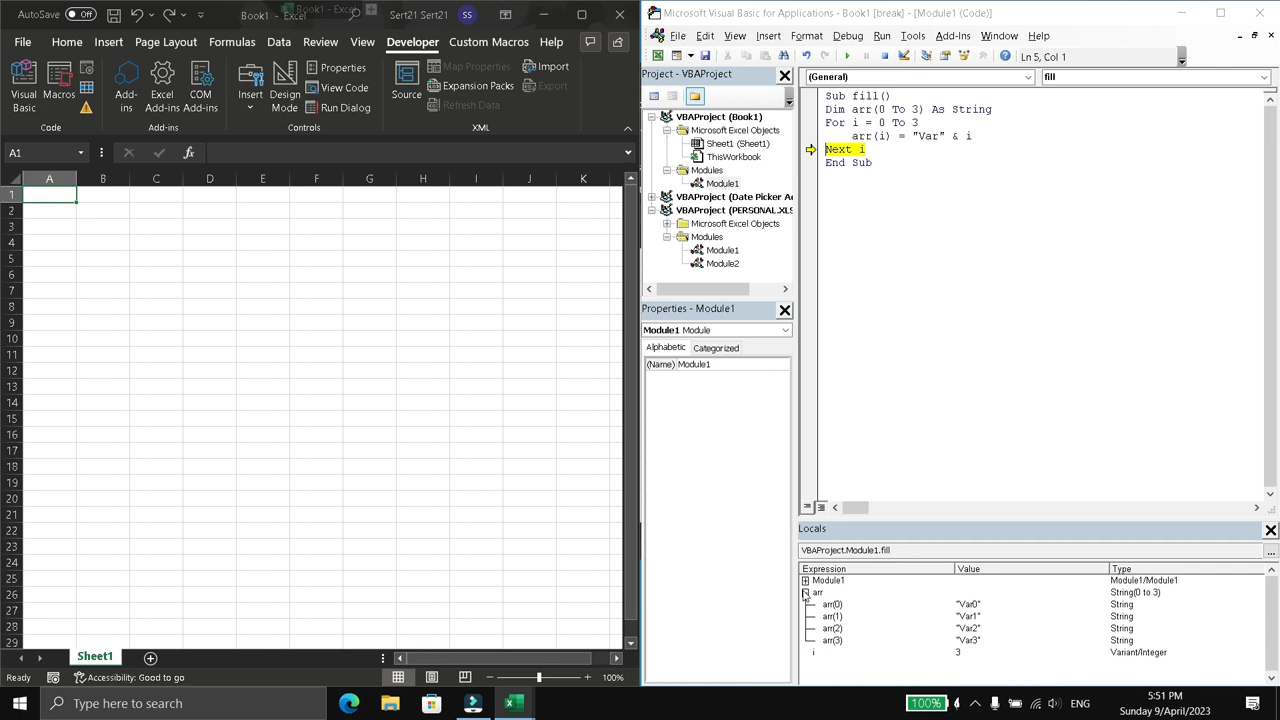 AutoSave
Book1 - Excel
Book1 - Excel
Sert21 Sert21
SS
File Home Insert Page Layout Formulas Data Review View Developer Custom Macros Help
Visual Basic
Macros
Code
Add-ins
Excel Add-ins
COM Add-ins
Add-ins
Insert
Design Mode
Properties
View Code
Run Dialog
Controls
Source
Map Properties
Expansion Packs
Refresh Data
Import
Export
XML
A1
fx
A B C D E F G H I J K
1
2
3
4
5
6
7
8
9
10
11
12
13
14
15
16
17
18
19
20
21
22
23
24
25
26
27
28
29
Sheet1
Ready
Accessibility: Good to go
100%
Microsoft Visual Basic for Applications - Book1 [break] - [Module1 (Code)]
File Edit View Insert Format Debug Run Tools Add-Ins Window Help
Ln 5, Col 1
Project - VBAProject
VBAProject (Book1)
Microsoft Excel Objects
Sheet1 (Sheet1)
ThisWorkbook
Modules
Module1
VBAProject (Date Picker Ad
VBAProject (PERSONAL.XLS
Microsoft Excel Objects
Modules
Module1
Module2
Properties - Module1
Module1 Module
Alphabetic Categorized
(Name) Module1
(General) fill
Sub fill()
Dim arr(0 To 3) As String
For i = 0 To 3
arr(i) = "Var" & i
Next i
End Sub
Locals
VBAProject.Module1.fill
...
Expression Value Type
Module1 Module1/Module1
arr String(0 to 3)
arr(0) "Var0" String
arr(1) "Var1" String
arr(2) "Var2" String
arr(3) "Var3" String
i 3 Variant/Integer
Type here to search
100%
ENG
5:51 PM
Sunday 9/April/2023